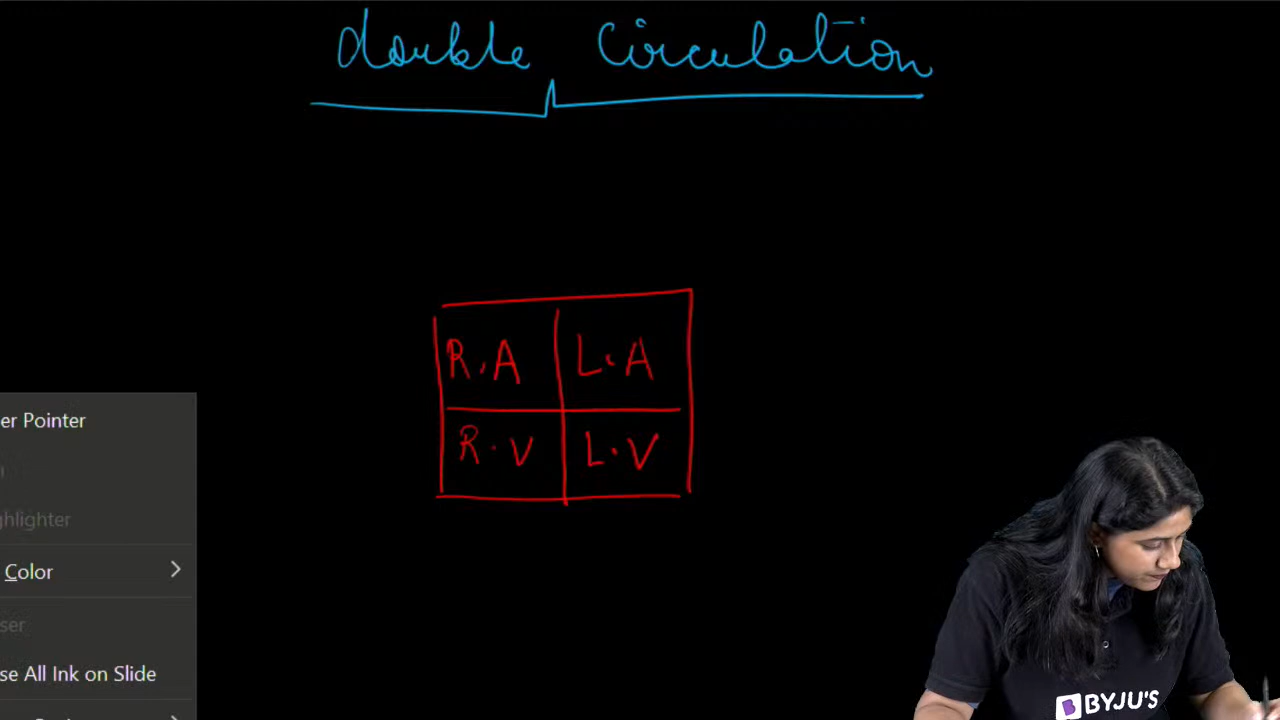 double Circulation
R.A L.A
R.V L.V
er Pointer
ghlighter
Color
ser
se All Ink on Slide
BYJU'S